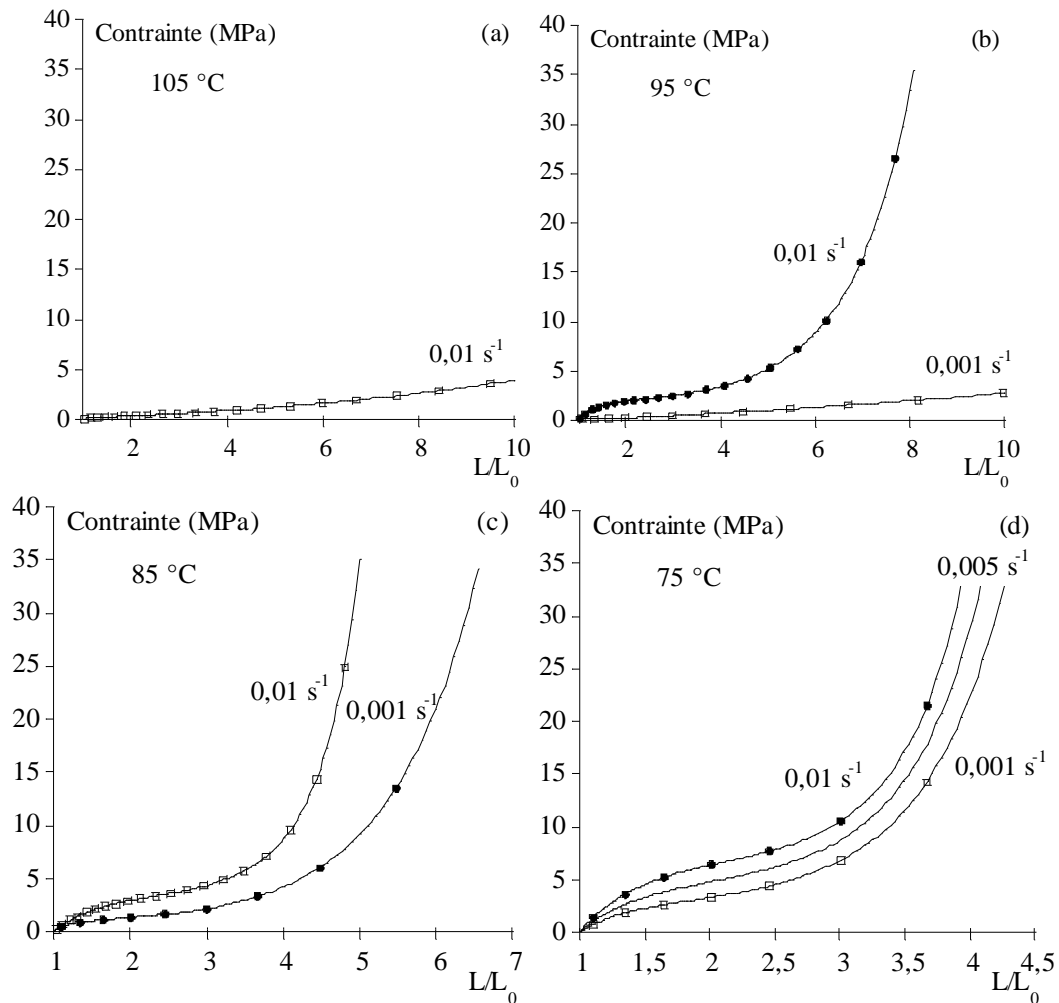 Contrainte (MPa)
(a)
105 °C
40
35
30
25
20
15
10
5
0
0,01 s⁻¹
2
4
6
8
10
L/L₀
Contrainte (MPa)
(b)
95 °C
40
35
30
25
20
15
10
5
0
0,01 s⁻¹
0,001 s⁻¹
2
4
6
8
10
L/L₀
Contrainte (MPa)
(c)
85 °C
40
35
30
25
20
15
10
5
0
0,01 s⁻¹
0,001 s⁻¹
1
2
3
4
5
6
7
L/L₀
Contrainte (MPa)
(d)
75 °C
40
35
30
25
20
15
10
5
0
0,005 s⁻¹
0,01 s⁻¹
0,001 s⁻¹
1
1,5
2
2,5
3
3,5
4
4,5
L/L₀